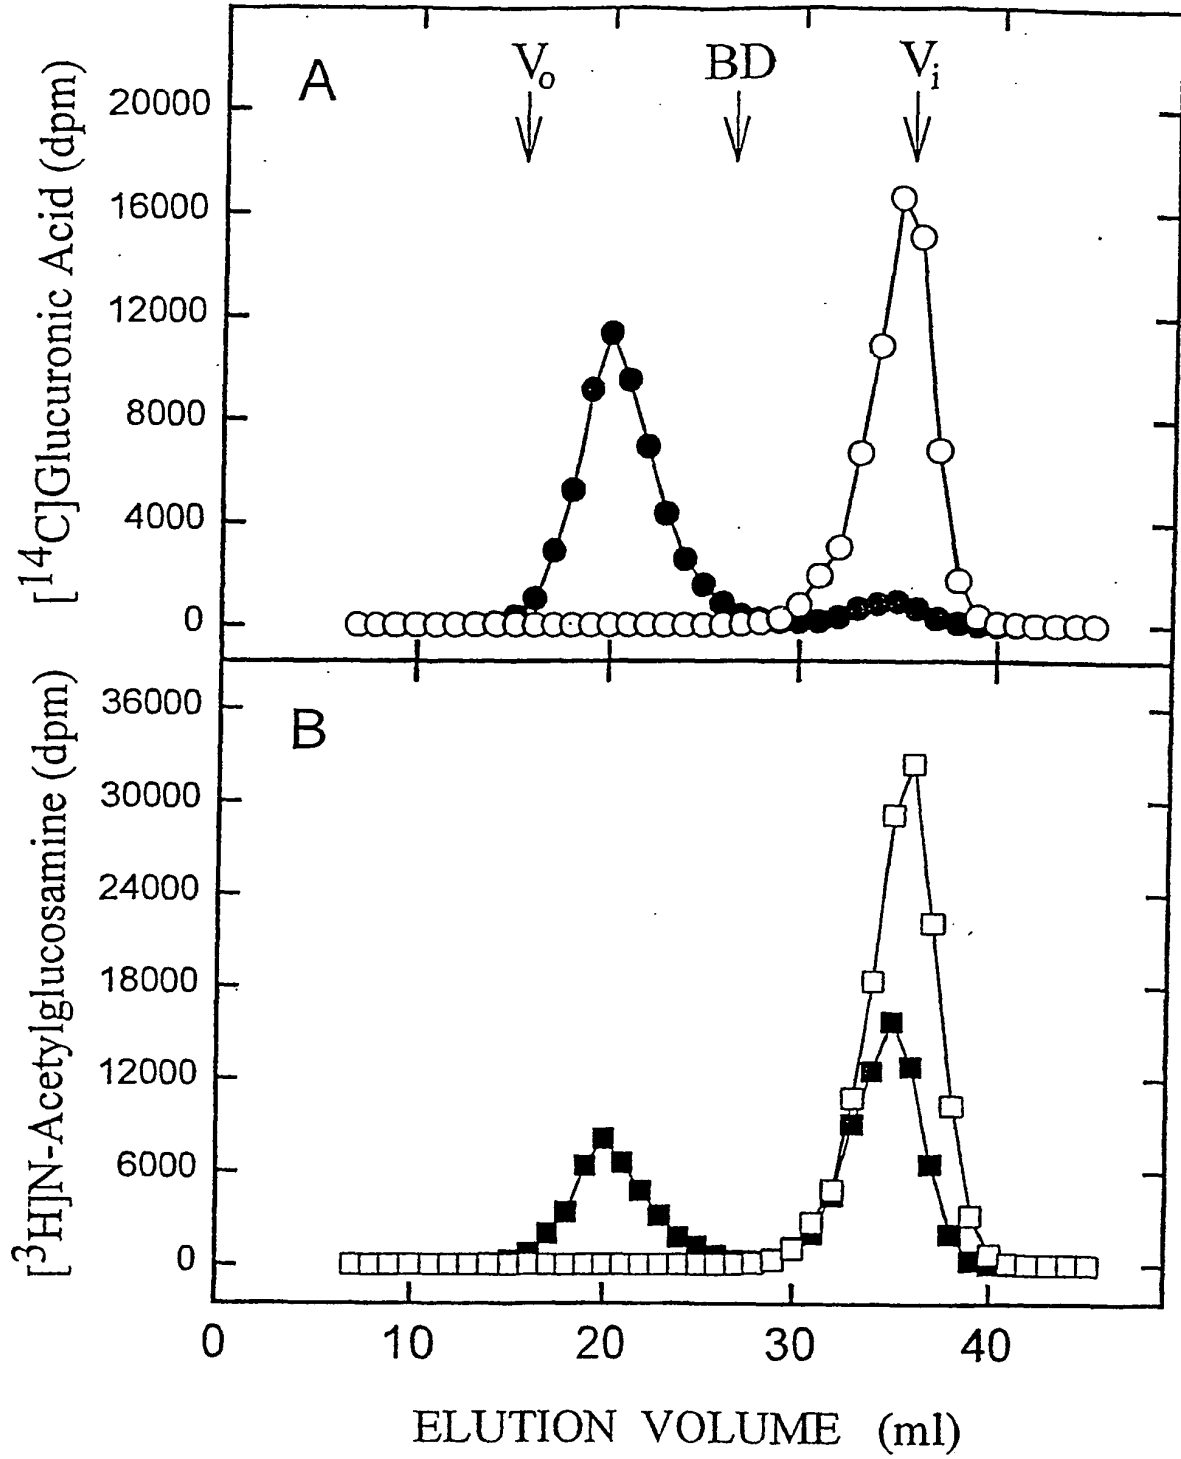 A
V₀ BD Vᵢ
[¹⁴C]Glucuronic Acid (dpm)
20000
16000
12000
8000
4000
0
B
[³H]N-Acetylglucosamine (dpm)
36000
30000
24000
18000
12000
6000
0
0 10 20 30 40
ELUTION VOLUME (ml)